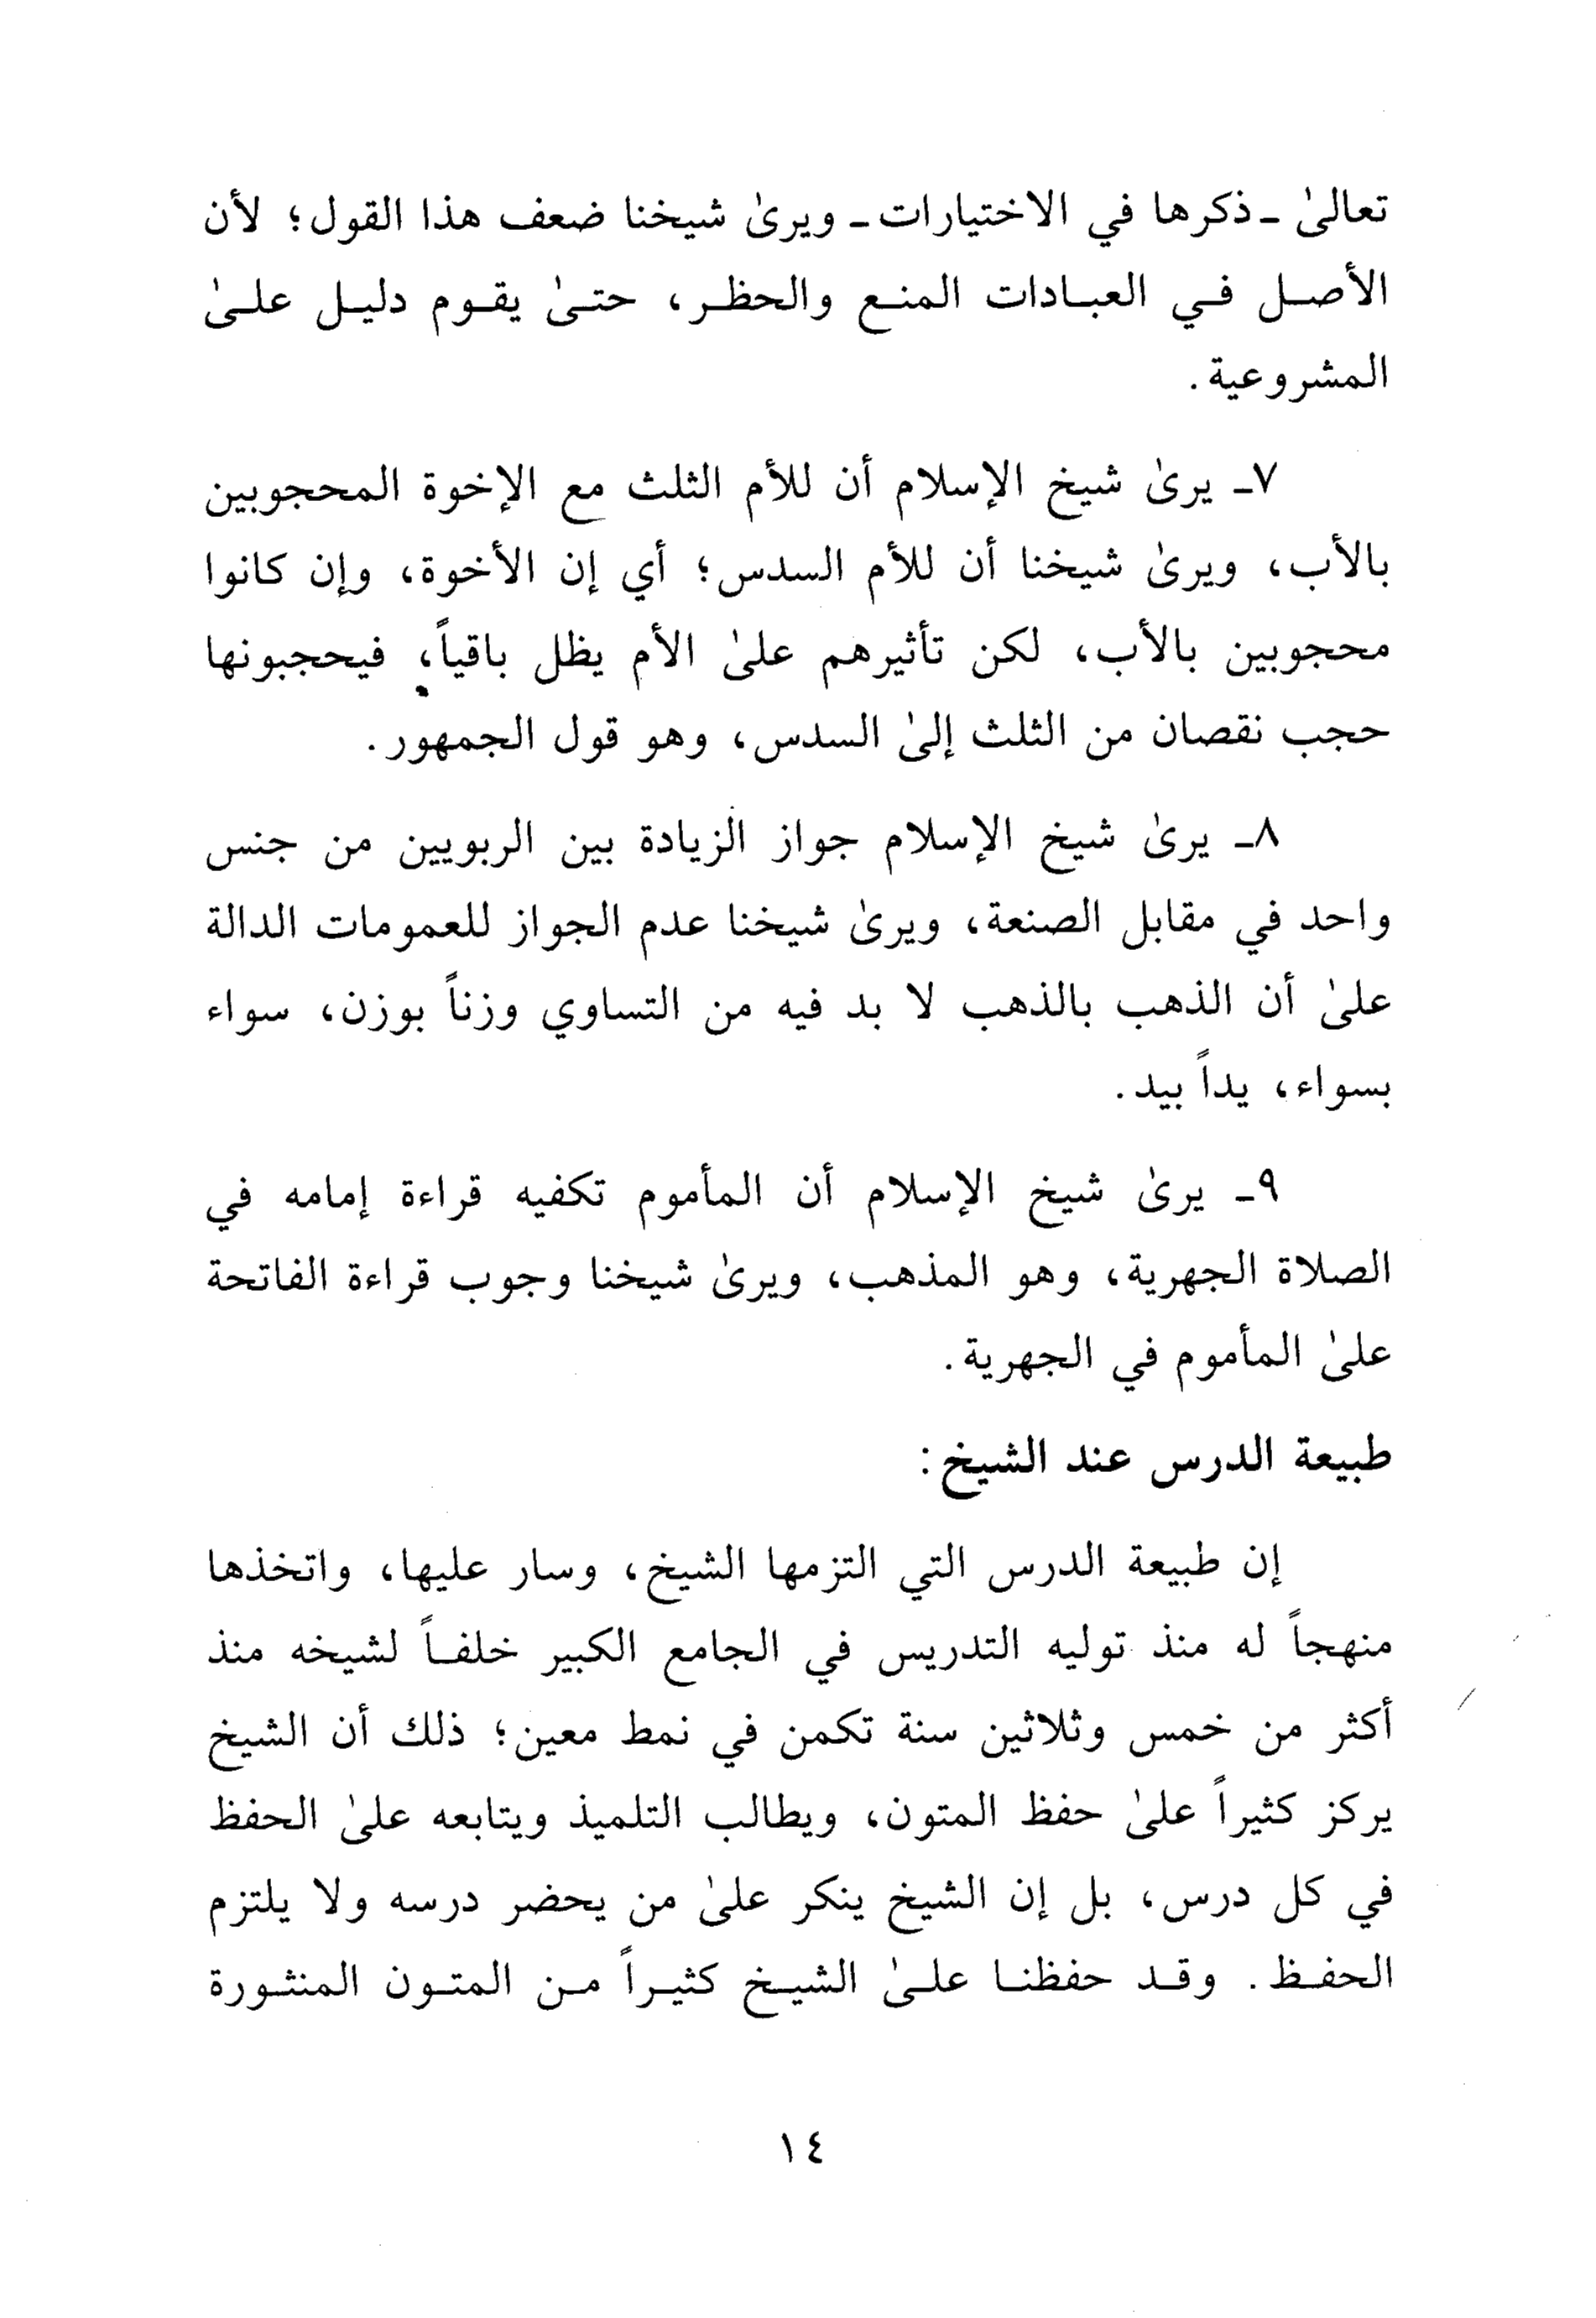 تعالىٰ ـ ذكرها في الاختيارات ـ ويرىٰ شيخنا ضعف هذا القول؛ لأن
الأصل في العبادات المنع والحظر، حتىٰ يقوم دليل علىٰ
المشروعية.
٧ـ يرىٰ شيخ الإسلام أن للأم الثلث مع الإخوة المحجوبين
بالأب، ويرىٰ شيخنا أن للأم السدس؛ أي إن الأخوة، وإن كانوا
محجوبين بالأب، لكن تأثيرهم علىٰ الأم يظل باقياً، فيحجبونها
حجب نقصان من الثلث إلىٰ السدس، وهو قول الجمهور.
٨ـ يرىٰ شيخ الإسلام جواز الزيادة بين الربويين من جنس
واحد في مقابل الصنعة، ويرىٰ شيخنا عدم الجواز للعمومات الدالة
علىٰ أن الذهب بالذهب لا بد فيه من التساوي وزناً بوزن، سواء
بسواء، يداً بيد.
٩ـ يرىٰ شيخ الإسلام أن المأموم تكفيه قراءة إمامه في
الصلاة الجهرية، وهو المذهب، ويرىٰ شيخنا وجوب قراءة الفاتحة
علىٰ المأموم في الجهرية.
طبيعة الدرس عند الشيخ:
إن طبيعة الدرس التي التزمها الشيخ، وسار عليها، واتخذها
منهجاً له منذ توليه التدريس في الجامع الكبير خلفاً لشيخه منذ
أكثر من خمس وثلاثين سنة تكمن في نمط معين؛ ذلك أن الشيخ
يركز كثيراً علىٰ حفظ المتون، ويطالب التلميذ ويتابعه علىٰ الحفظ
في كل درس، بل إن الشيخ ينكر علىٰ من يحضر درسه ولا يلتزم
الحفظ. وقد حفظنا علىٰ الشيخ كثيراً من المتون المنثورة
١٤